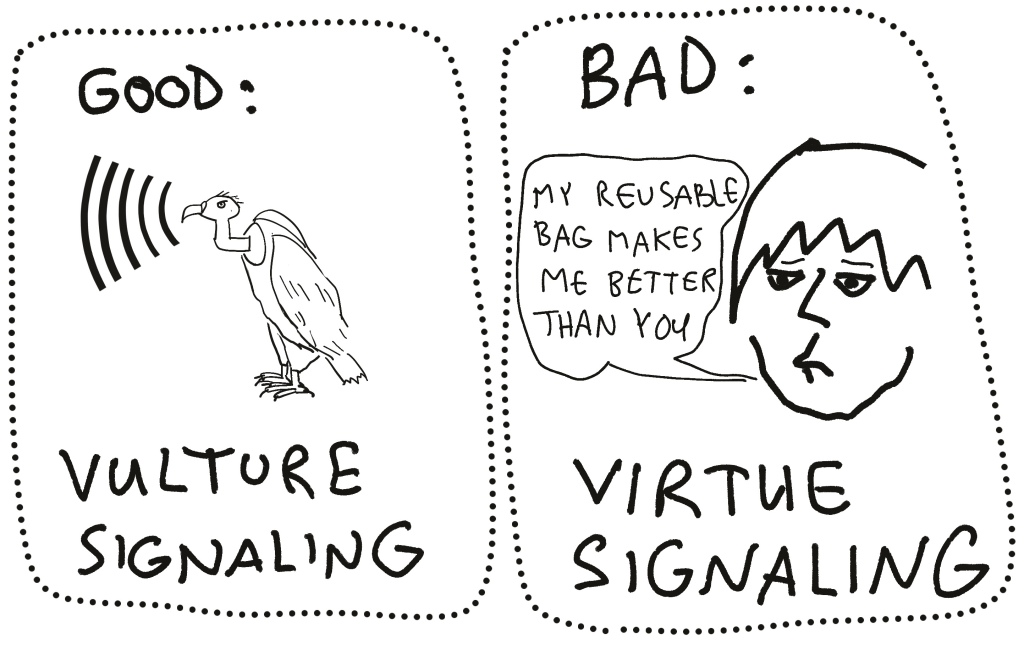 GOOD:
VULTURE
SIGNALING
BAD:
MY REUSABLE
BAG MAKES
ME BETTER
THAN YOU
VIRTUE
SIGNALING